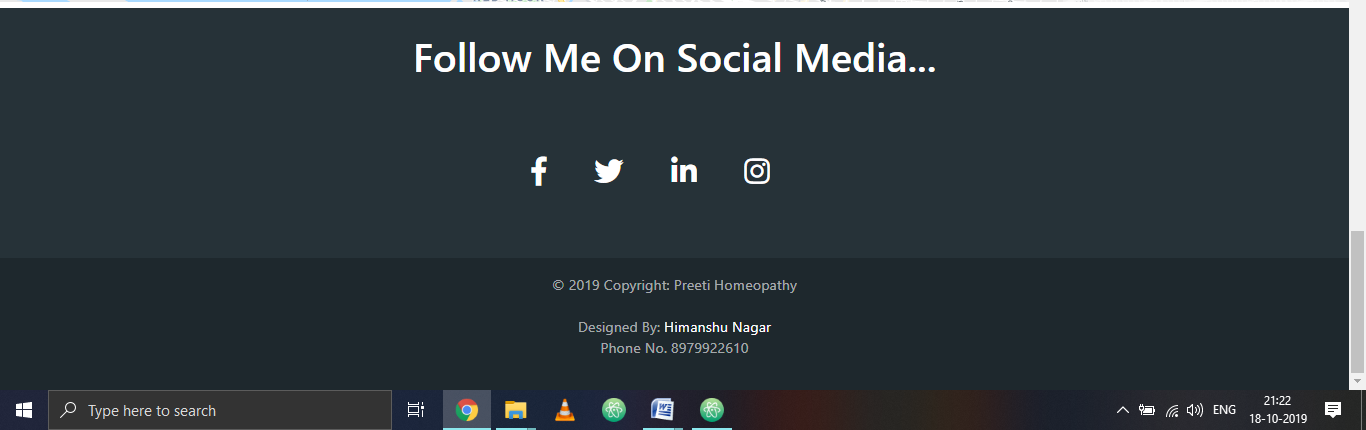 Follow Me On Social Media...
© 2019 Copyright: Preeti Homeopathy
Designed By: Himanshu Nagar
Phone No. 8979922610
Type here to search
ENG
21:22
18-10-2019